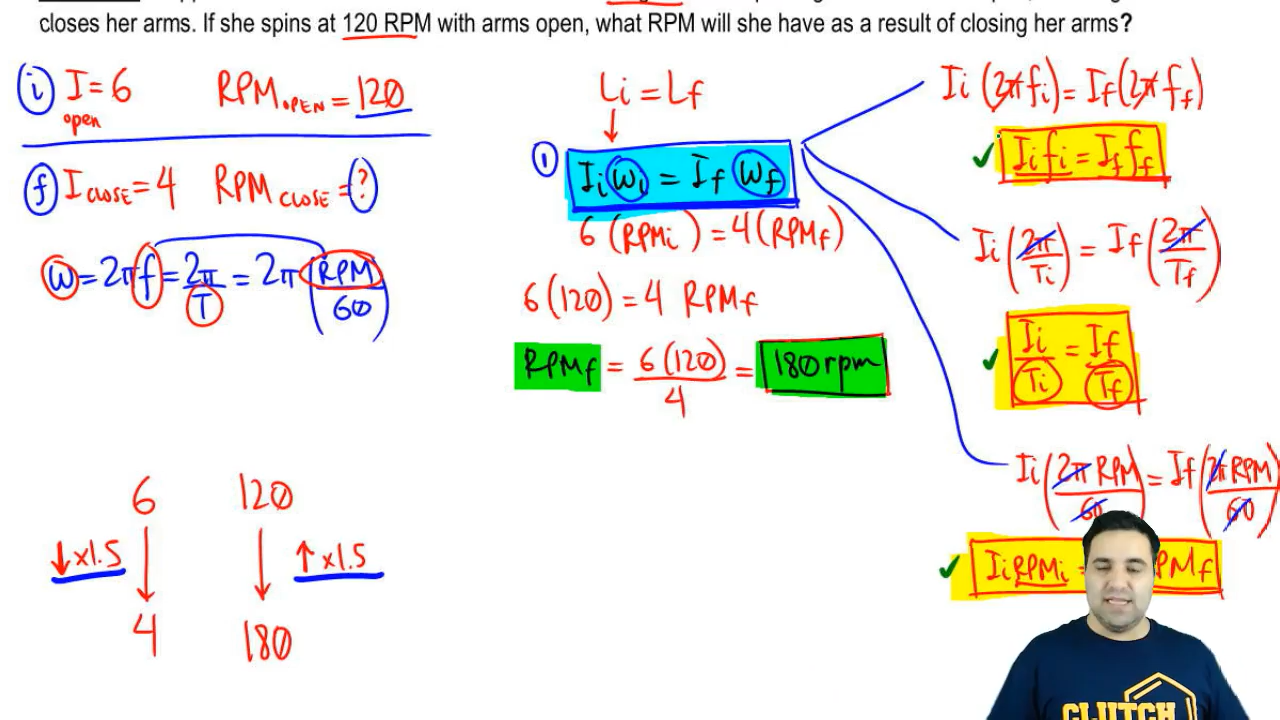 closes her arms. If she spins at 120 RPM with arms open, what RPM will she have as a result of closing her arms?
i I = 6 RPM OPEN = 120
open
f I CLOSE = 4 RPM CLOSE = ?
ω = 2π f = 2π/T = 2π (RPM/60)
6 120
↓x1.5 ↑x1.5
4 180
Li = Lf
1 Ii ωi = If ωf
6 (RPMi) = 4 (RPMf)
6 (120) = 4 RPMf
RPMf = 6 (120)/4 = 180 rpm
Ii (2π fi) = If (2π ff)
✓ Ii fi = If ff
Ii (2π/Ti) = If (2π/Tf)
✓ Ii/Ti = If/Tf
Ii (2π RPM/60) = If (2π RPM/60)
✓ Ii RPMi = PMf
CLUTCH